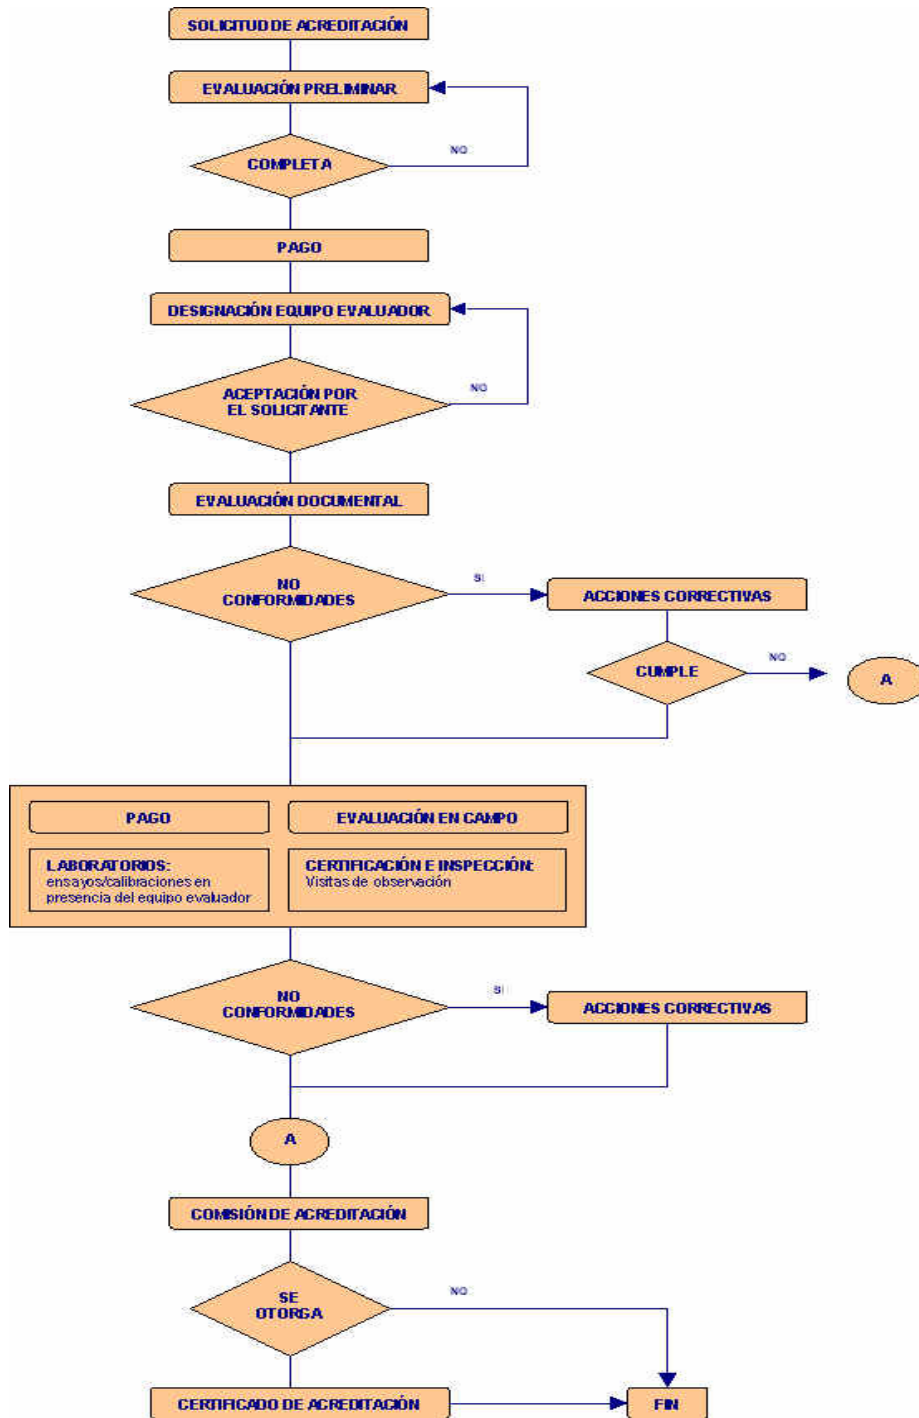 SOLICITUD DE ACREDITACIÓN
EVALUACIÓN PRELIMINAR
NO
COMPLETA
PAGO
DESIGNACIÓN EQUIPO EVALUADOR
NO
ACEPTACIÓN POR
EL SOLICITANTE
EVALUACIÓN DOCUMENTAL
NO
CONFORMIDADES
SI
ACCIONES CORRECTIVAS
CUMPLE
NO
A
PAGO
EVALUACIÓN EN CAMPO
LABORATORIOS:
ensayos/calibraciones en
presencia del equipo evaluador
CERTIFICACIÓN E INSPECCIÓN:
Visitas de observación
NO
CONFORMIDADES
SI
ACCIONES CORRECTIVAS
A
COMISIÓN DE ACREDITACIÓN
SE
OTORGA
NO
CERTIFICADO DE ACREDITACIÓN
FIN